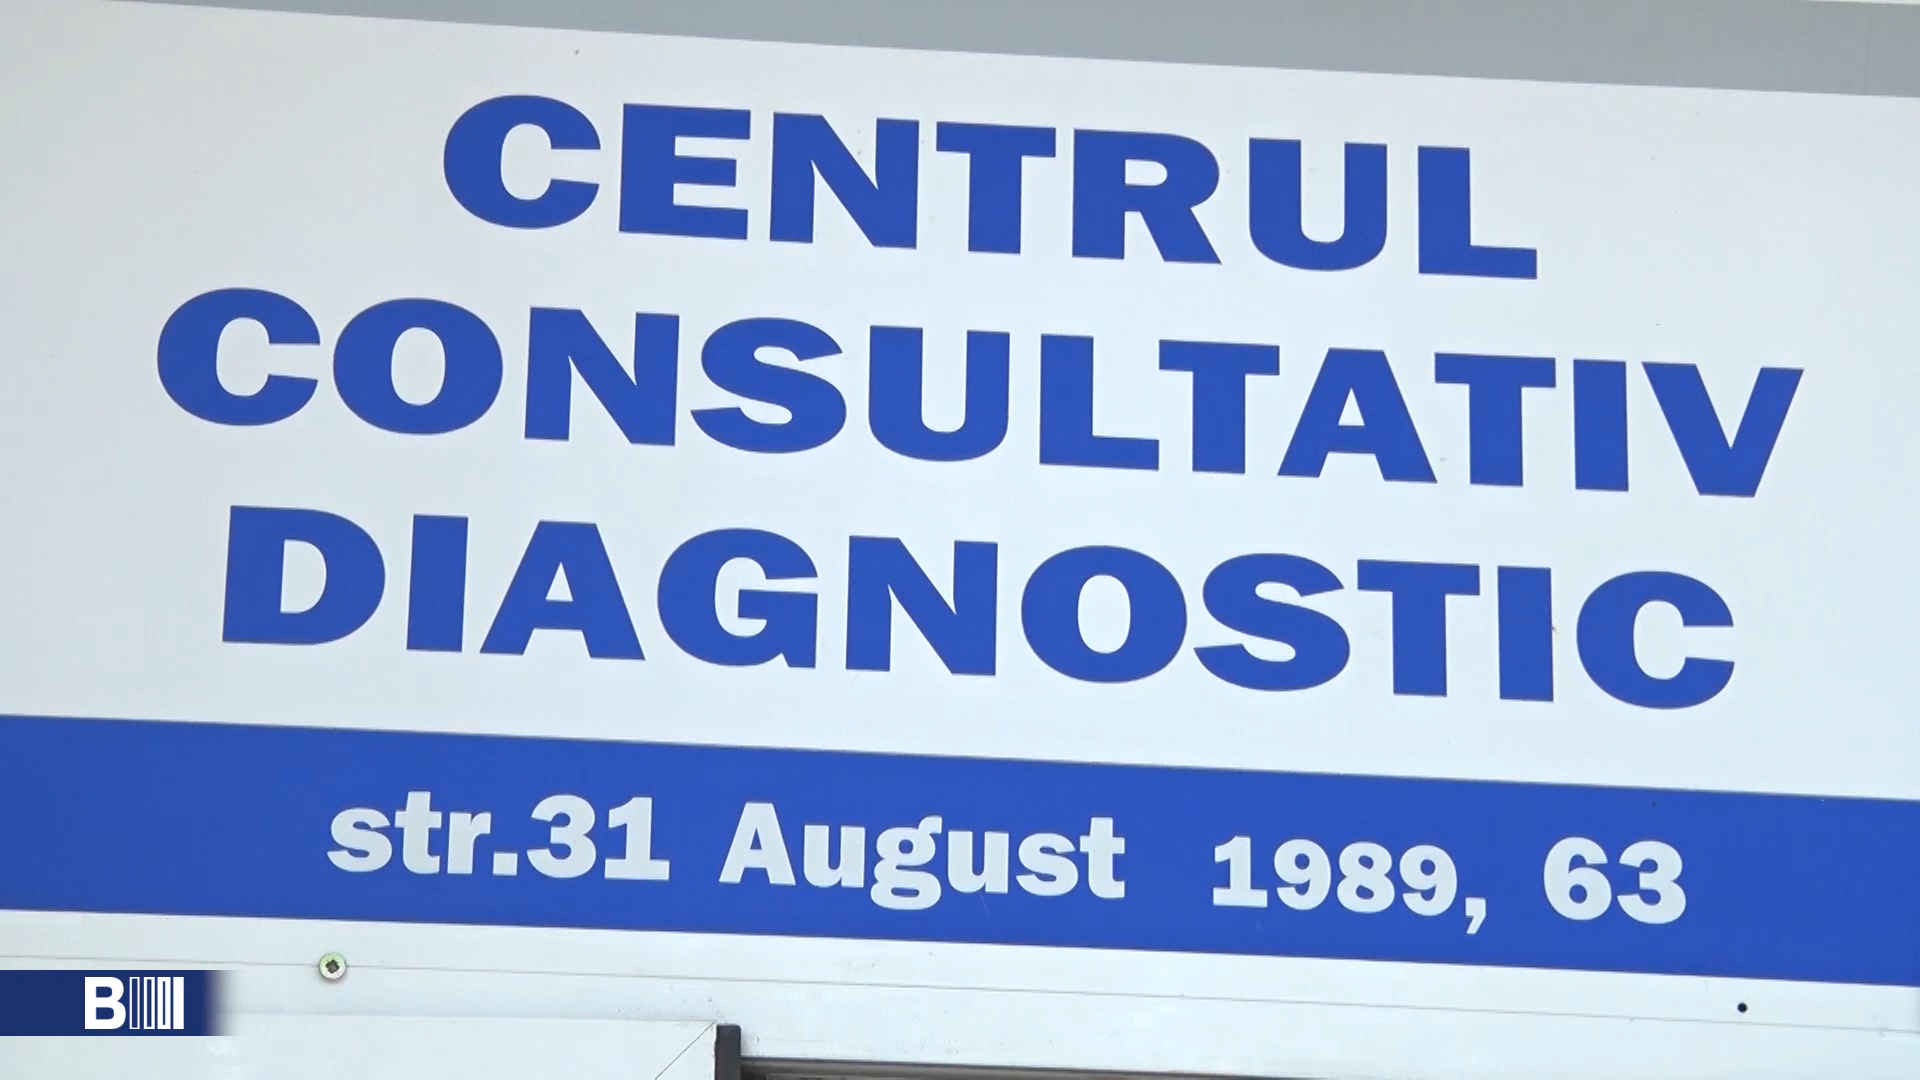 CENTRUL
CONSULTATIV
DIAGNOSTIC
str.31 August 1989, 63
B